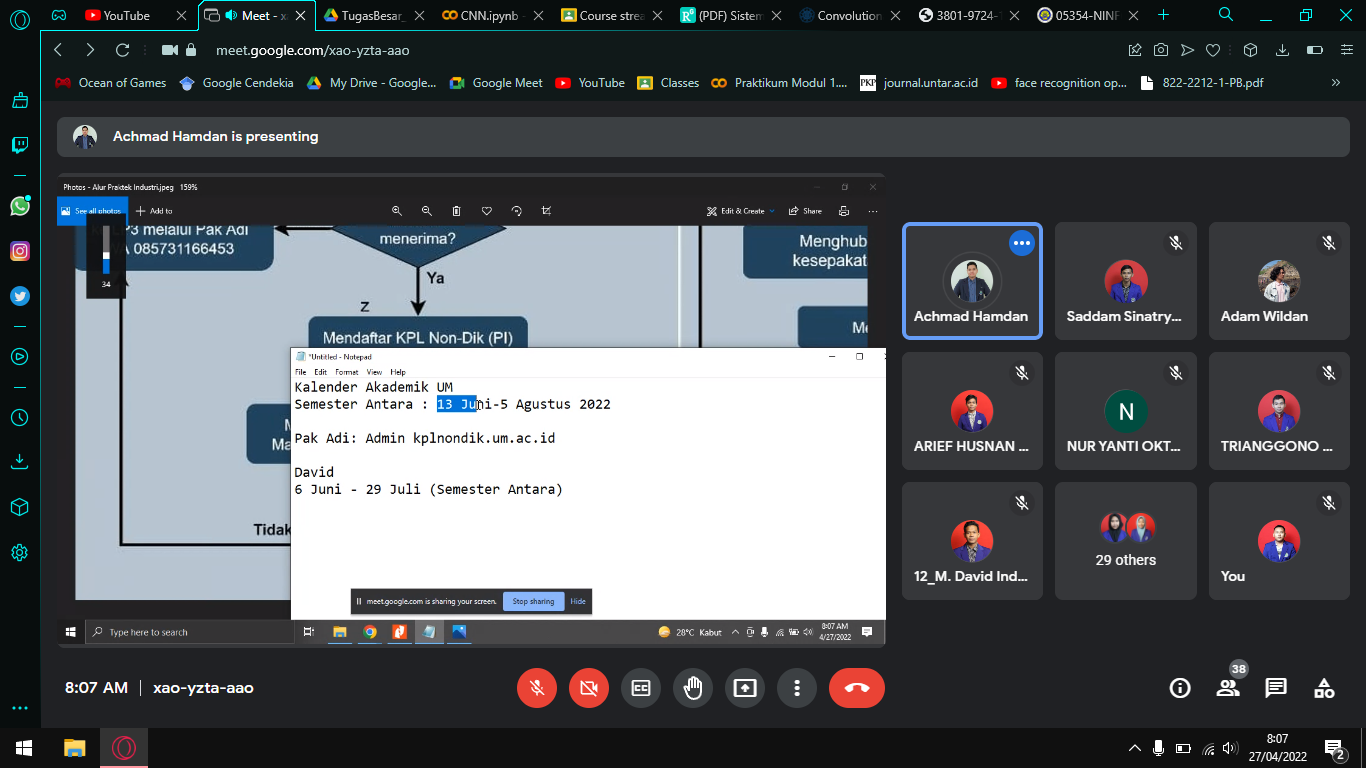 YouTube
Meet - xa
TugasBesar_
CNN.ipynb -
Course strea
(PDF) Sistem
Convolution
3801-9724-
05354-NINF
meet.google.com/xao-yzta-aao
Ocean of Games
Google Cendekia
My Drive - Google...
Google Meet
YouTube
Classes
Praktikum Modul 1....
PKP journal.untar.ac.id
face recognition op...
822-2212-1-PB.pdf
Achmad Hamdan is presenting
Photos - Alur Praktek Industri.jpeg 159%
See all photos
Add to
Edit & Create
Share
LP3 melalui Pak Adi
WA 085731166453
34
menerima?
Ya
Z
Mendaftar KPL Non-Dik (PI)
Menghub
kesepakat
Me
M
Ma
Tidak
*Untitled - Notepad
File Edit Format View Help
Kalender Akademik UM
Semester Antara : 13 Juni-5 Agustus 2022
Pak Adi: Admin kplnondik.um.ac.id
David
6 Juni - 29 Juli (Semester Antara)
meet.google.com is sharing your screen.
Stop sharing
Hide
Type here to search
28°C Kabut
8:07 AM
4/27/2022
Achmad Hamdan
Saddam Sinatry...
Adam Wildan
ARIEF HUSNAN ...
N
NUR YANTI OKT...
TRIANGGONO ...
12_M. David Ind...
29 others
You
8:07 AM | xao-yzta-aao
38
8:07
27/04/2022
2